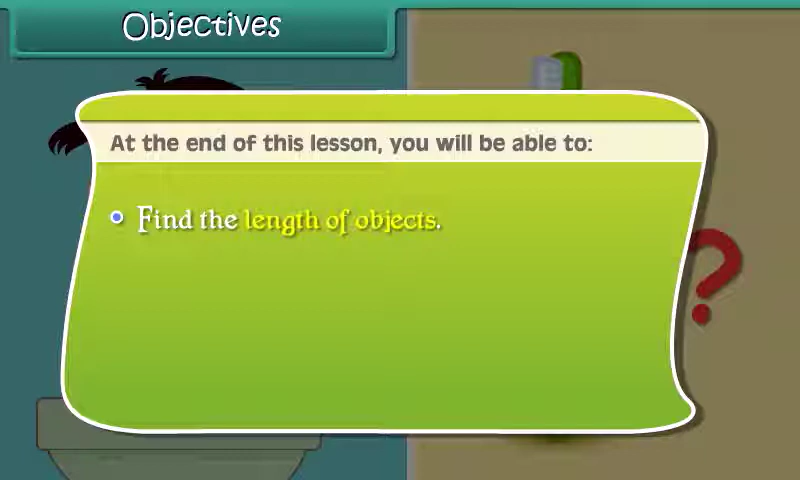 Objectives
At the end of this lesson, you will be able to:
Find the length of objects.
?